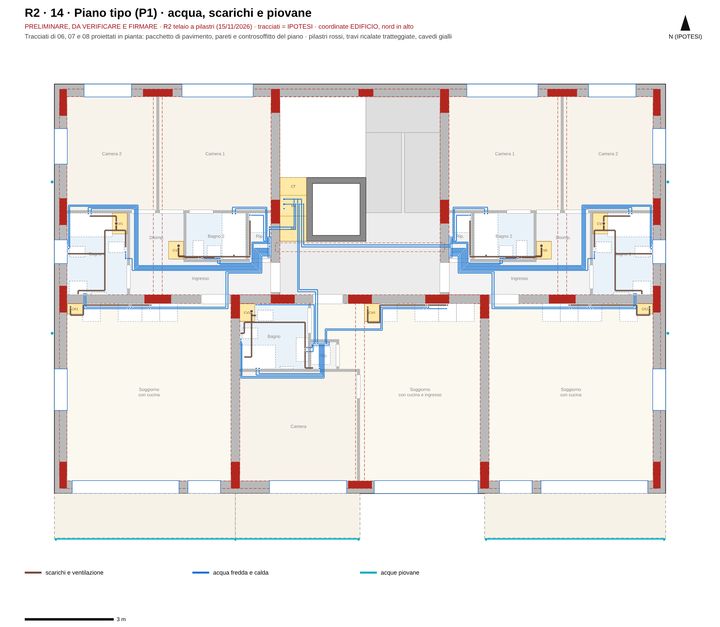 R2 · 14 · Piano tipo (P1) · acqua, scarichi e piovane
PRELIMINARE, DA VERIFICARE E FIRMARE · R2 telaio a pilastri (15/11/2026) · tracciati = IPOTESI · coordinate EDIFICIO, nord in alto
Tracciati di 06, 07 e 08 proiettati in pianta: pacchetto di pavimento, pareti e controsoffitto del piano · pilastri rossi, travi ricalate tratteggiate, cavedi gialli
N (IPOTESI)
Camera 2
Camera 1
Camera 1
Camera 2
CT
Bagno 2
Rip.
Bagno 2
Ingresso
Ingresso
Bagno
Soggiorno
con cucina
Soggiorno
con cucina e ingresso
Soggiorno
con cucina
Camera
scarichi e ventilazione
acqua fredda e calda
acque piovane
3 m